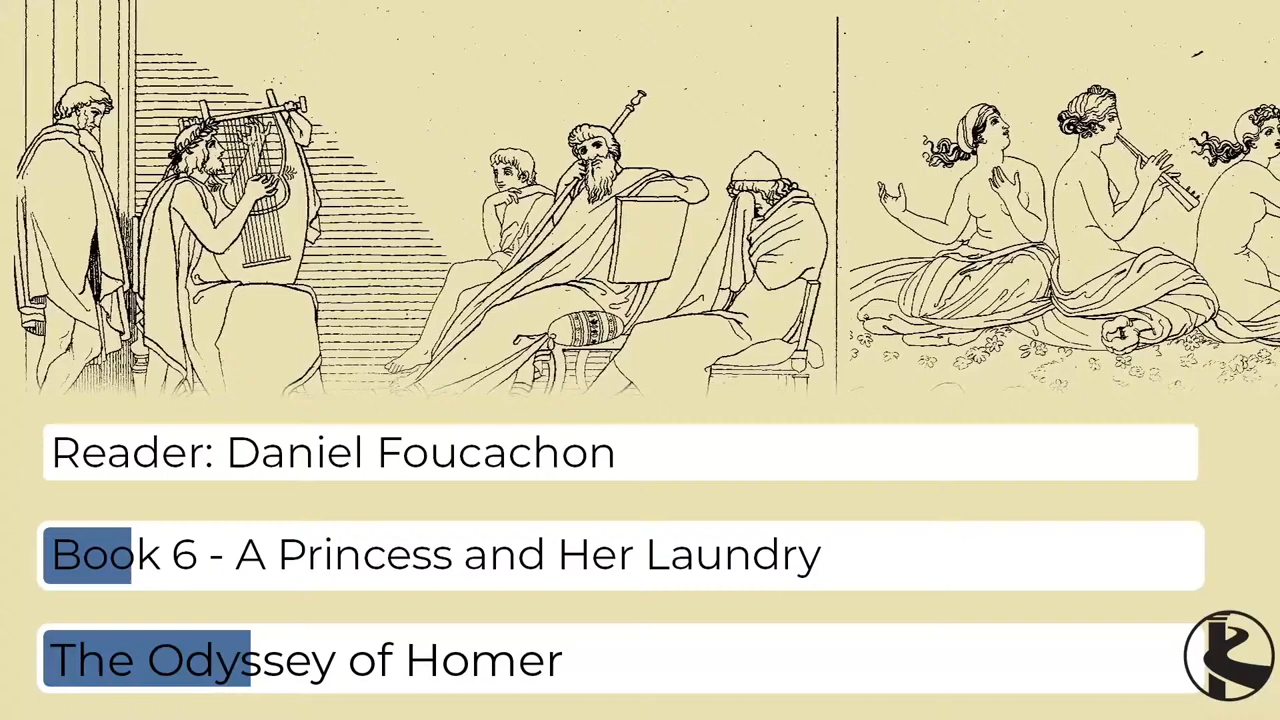 Reader: Daniel Foucachon
Book 6 - A Princess and Her Laundry
The Odyssey of Homer